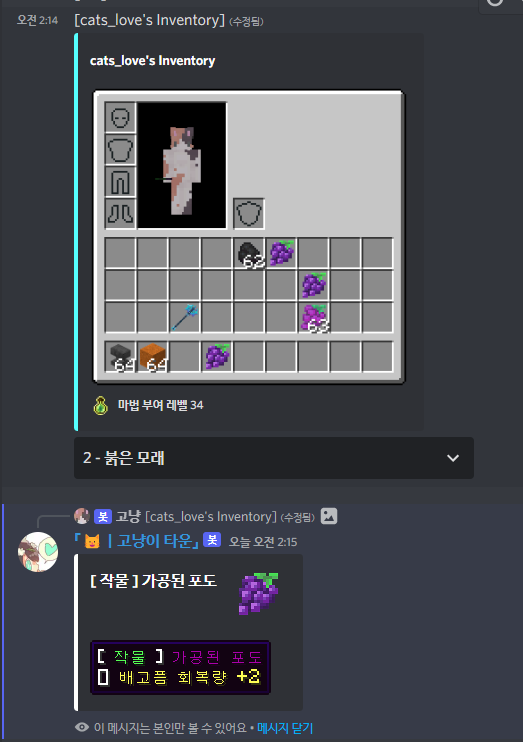 오전 2:14 [cats_love's Inventory] (수정됨)
cats_love's Inventory
62
63
64 64
마법 부여 레벨 34
2 - 붉은 모래
봇 고냥 [cats_love's Inventory] (수정됨)
「🐱ㅣ고냥이 타운」 봇 오늘 오전 2:15
[ 작물 ] 가공된 포도
[ 작물 ] 가공된 포도
배고픔 회복량 +2
이 메시지는 본인만 볼 수 있어요 • 메시지 닫기